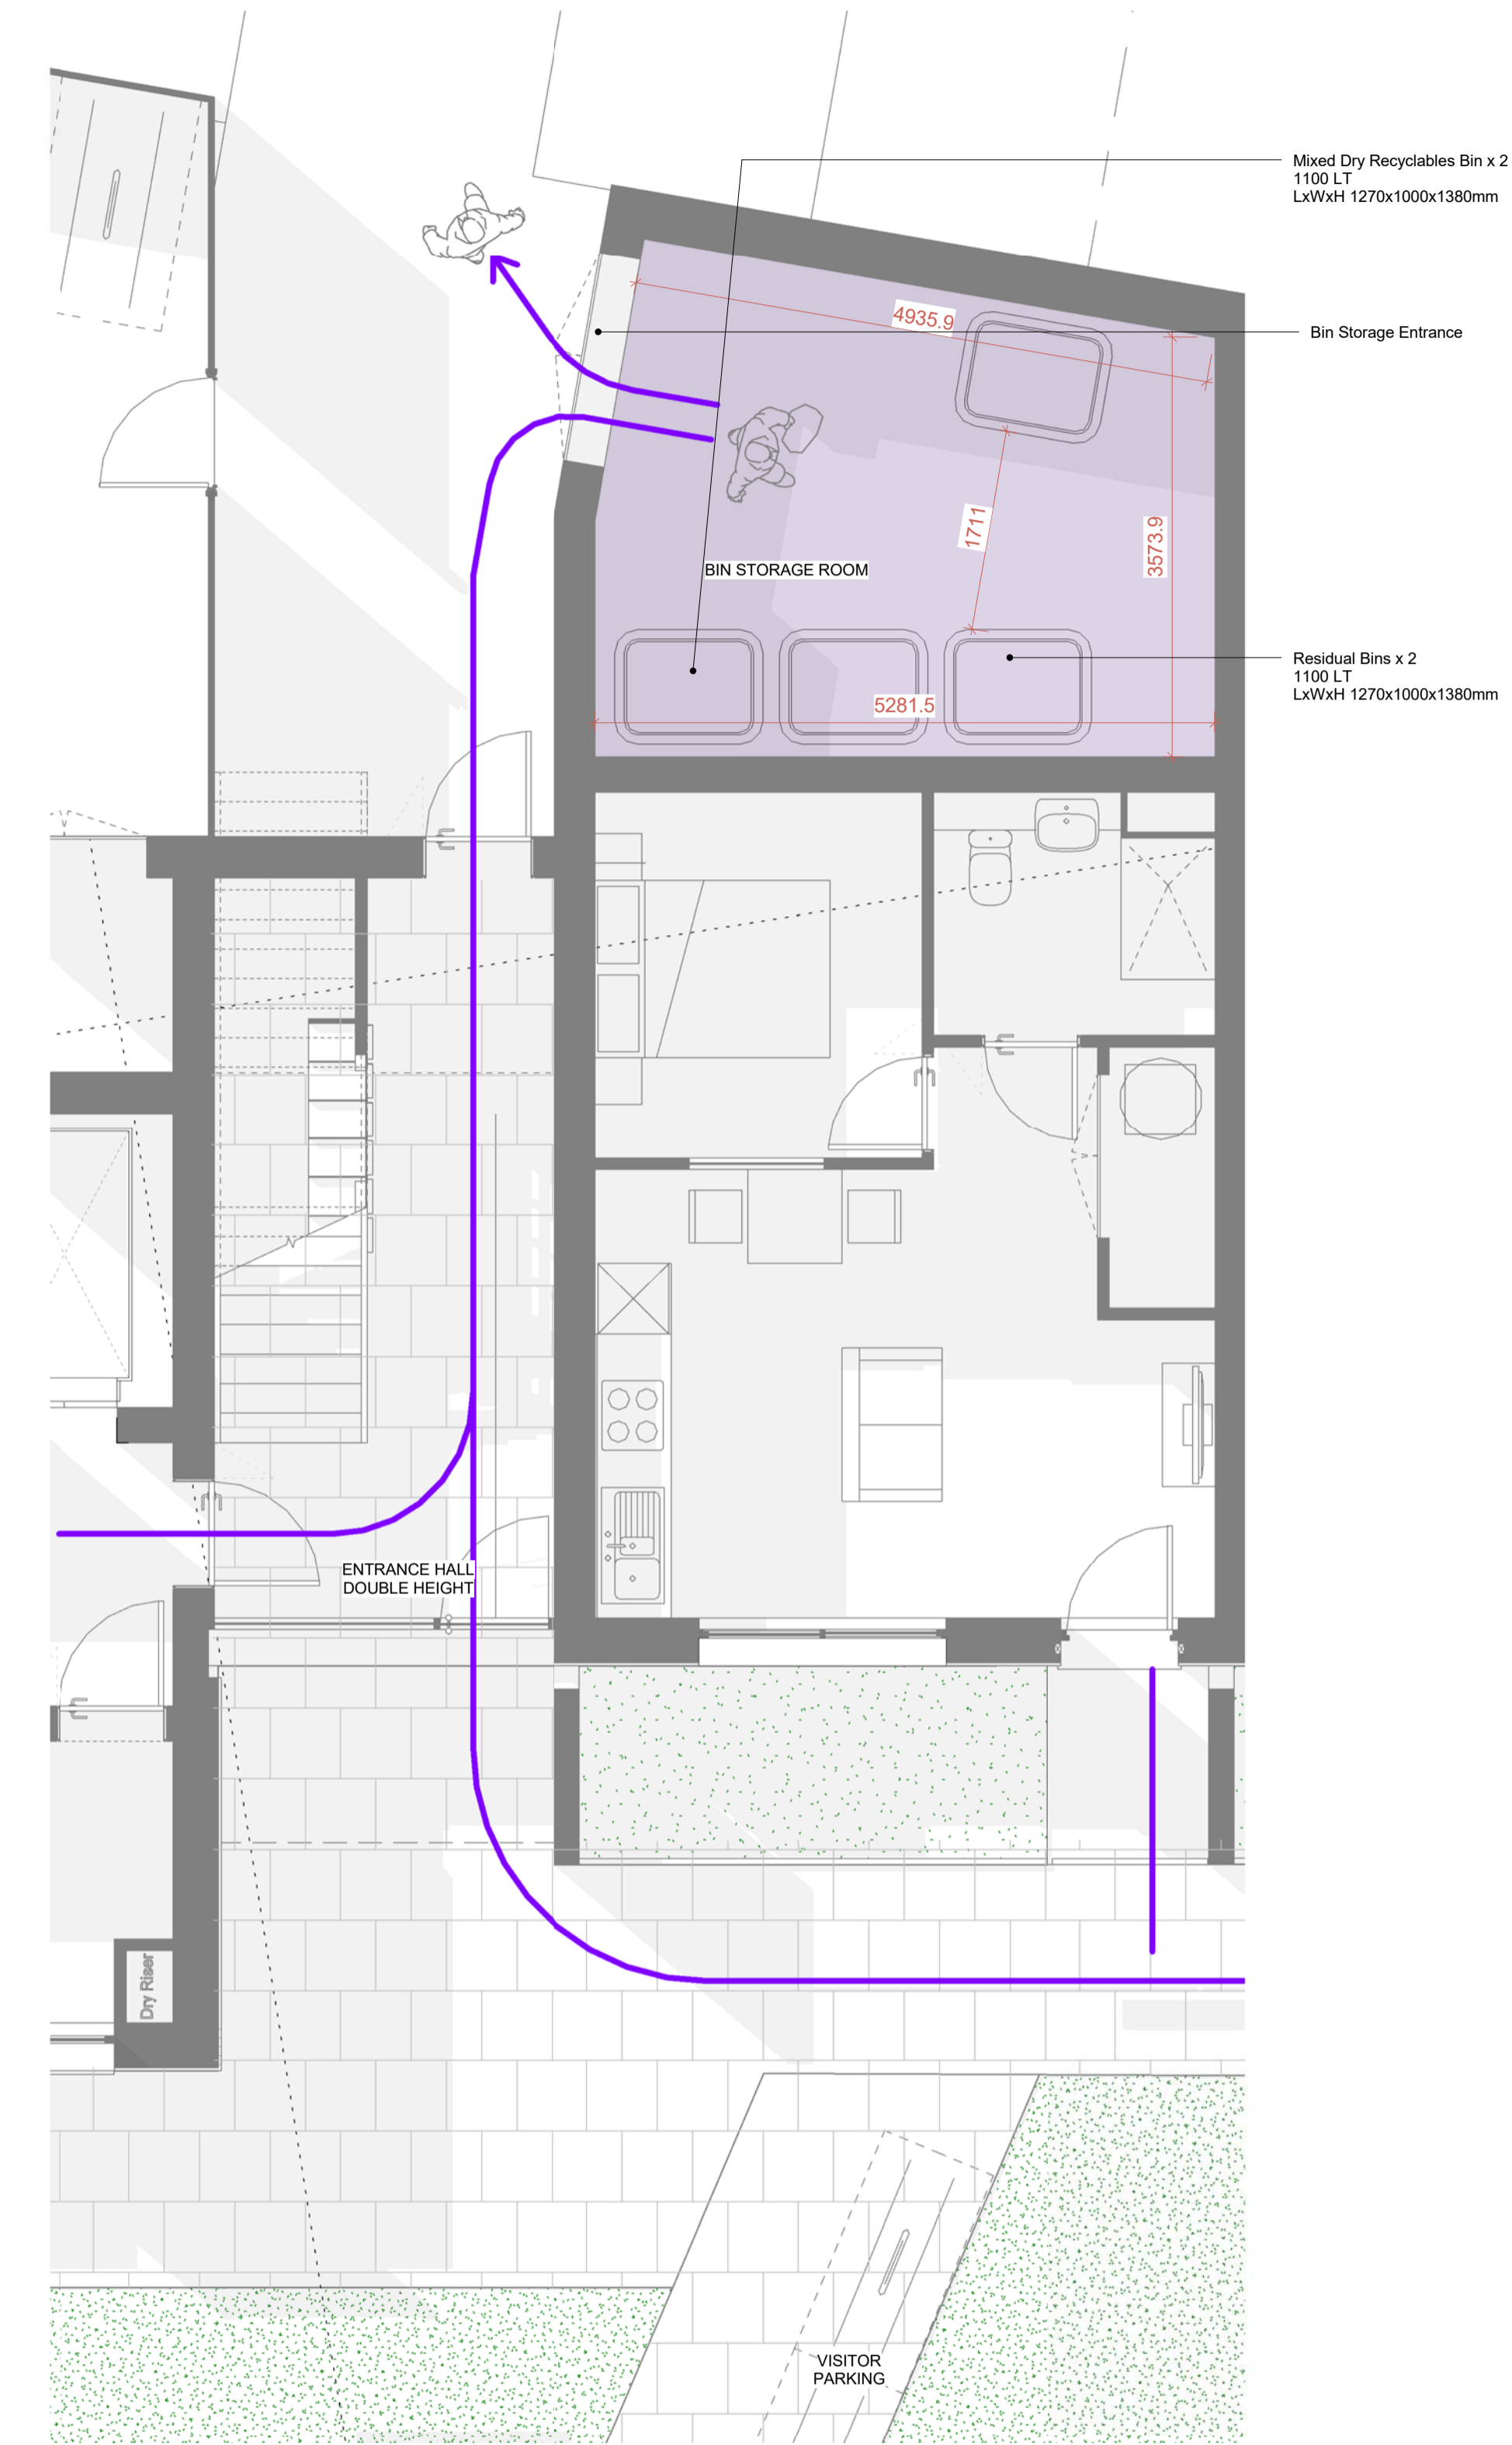 Mixed Dry Recyclables Bin x 2
1100 LT
LxWxH 1270x1000x1380mm
4935.9
Bin Storage Entrance
1711
3573.9
BIN STORAGE ROOM
Residual Bins x 2
1100 LT
LxWxH 1270x1000x1380mm
5281.5
ENTRANCE HALL
DOUBLE HEIGHT
Dry Riser
VISITOR
PARKING